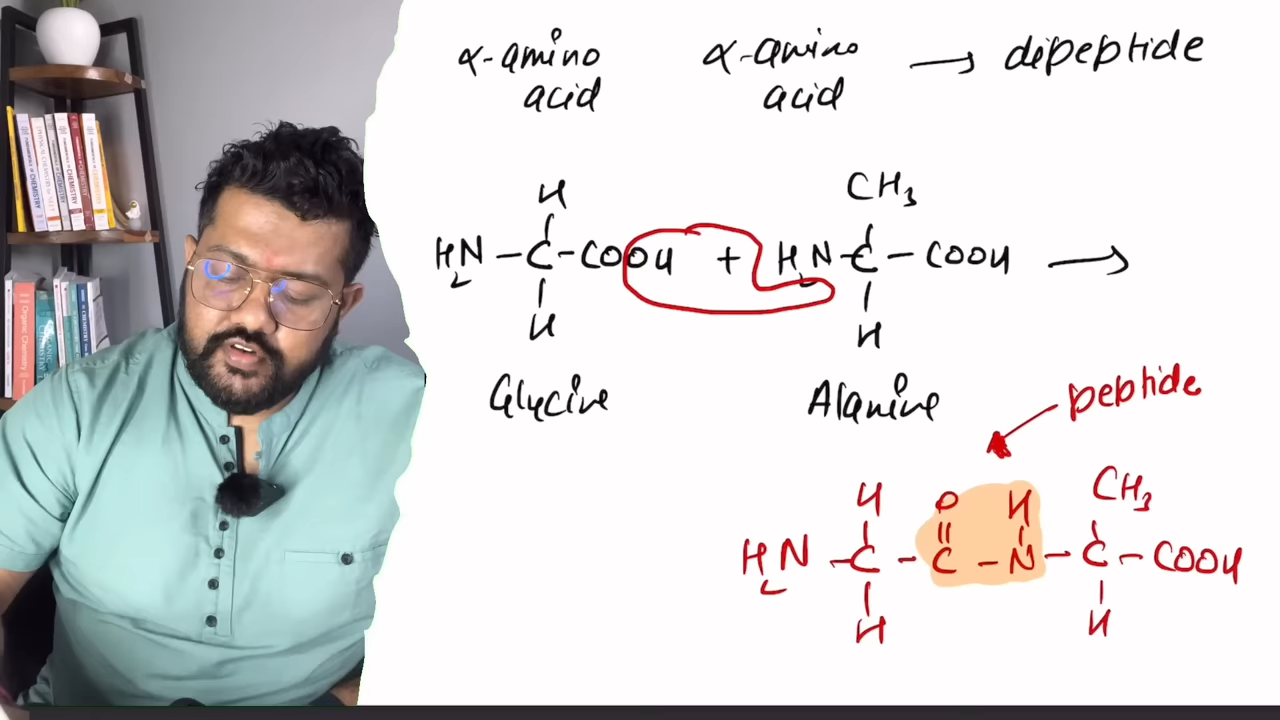 α-amino acid α-amino acid → dipeptide
H CH₃
H₂N-C-COOH + H₂N-C-COOH →
H H
Glycine Alanine
peptide
H O H CH₃
H₂N-C-C-N-C-COOH
H H